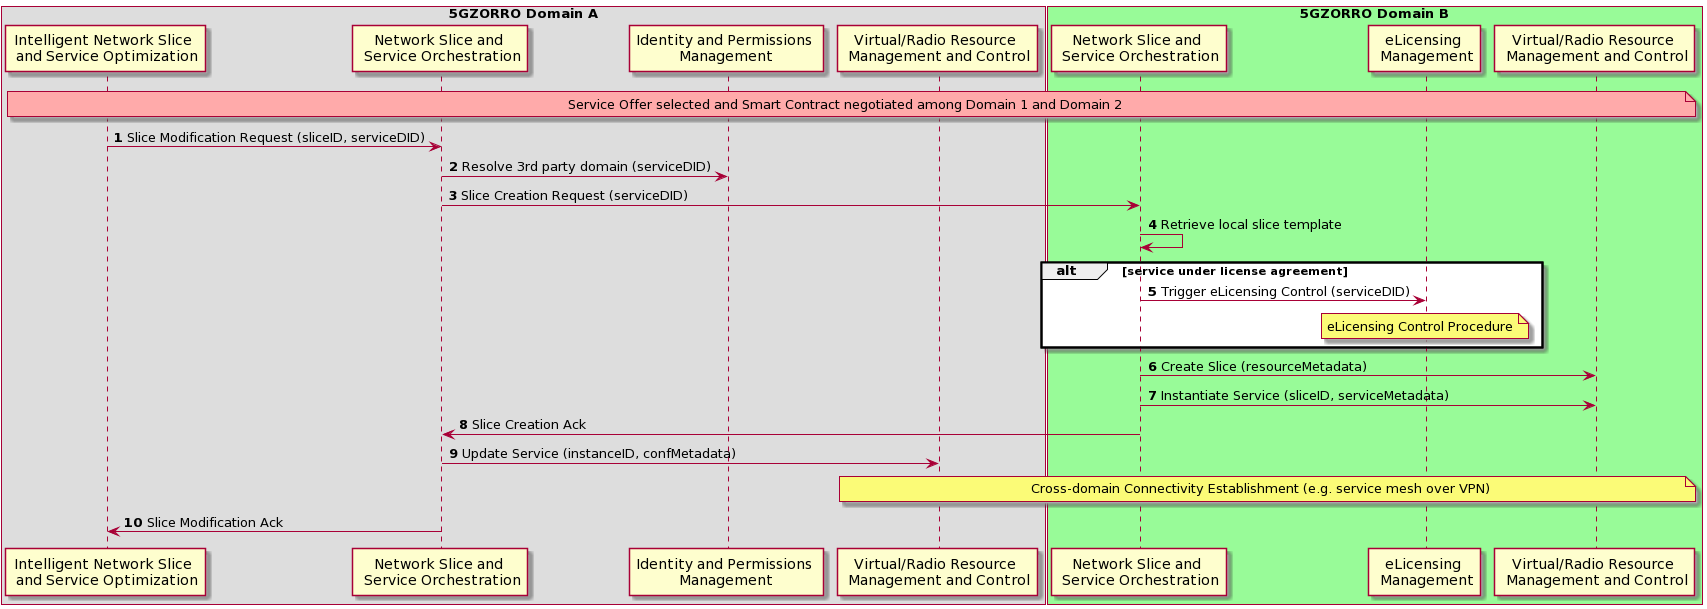 5GZORRO Domain A
5GZORRO Domain B
Intelligent Network Slice
and Service Optimization
Network Slice and
Service Orchestration
Identity and Permissions
Management
Virtual/Radio Resource
Management and Control
Network Slice and
Service Orchestration
eLicensing
Management
Virtual/Radio Resource
Management and Control
Service Offer selected and Smart Contract negotiated among Domain 1 and Domain 2
1 Slice Modification Request (sliceID, serviceDID)
2 Resolve 3rd party domain (serviceDID)
3 Slice Creation Request (serviceDID)
4 Retrieve local slice template
alt [service under license agreement]
5 Trigger eLicensing Control (serviceDID)
eLicensing Control Procedure
6 Create Slice (resourceMetadata)
7 Instantiate Service (sliceID, serviceMetadata)
8 Slice Creation Ack
9 Update Service (instanceID, confMetadata)
Cross-domain Connectivity Establishment (e.g. service mesh over VPN)
10 Slice Modification Ack
Intelligent Network Slice
and Service Optimization
Network Slice and
Service Orchestration
Identity and Permissions
Management
Virtual/Radio Resource
Management and Control
Network Slice and
Service Orchestration
eLicensing
Management
Virtual/Radio Resource
Management and Control